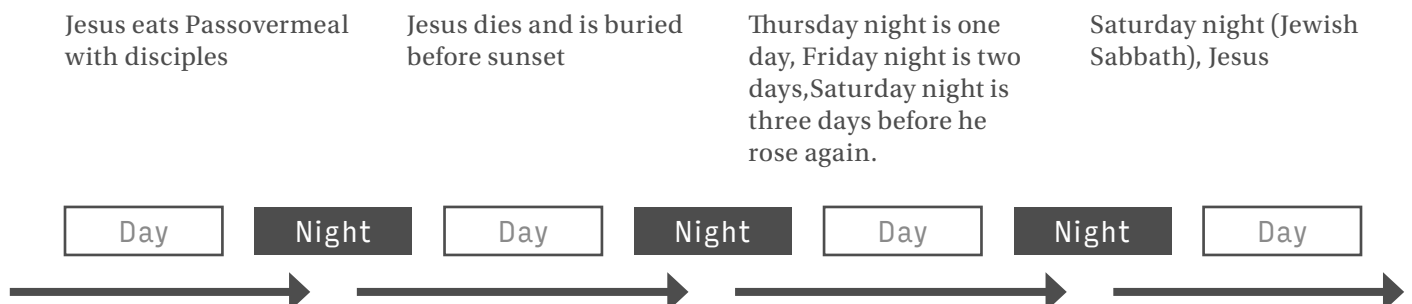 Jesus eats Passovermeal
with disciples
Jesus dies and is buried
before sunset
Thursday night is one
day, Friday night is two
days,Saturday night is
three days before he
rose again.
Saturday night (Jewish
Sabbath), Jesus
Day
Night
Day
Night
Day
Night
Day